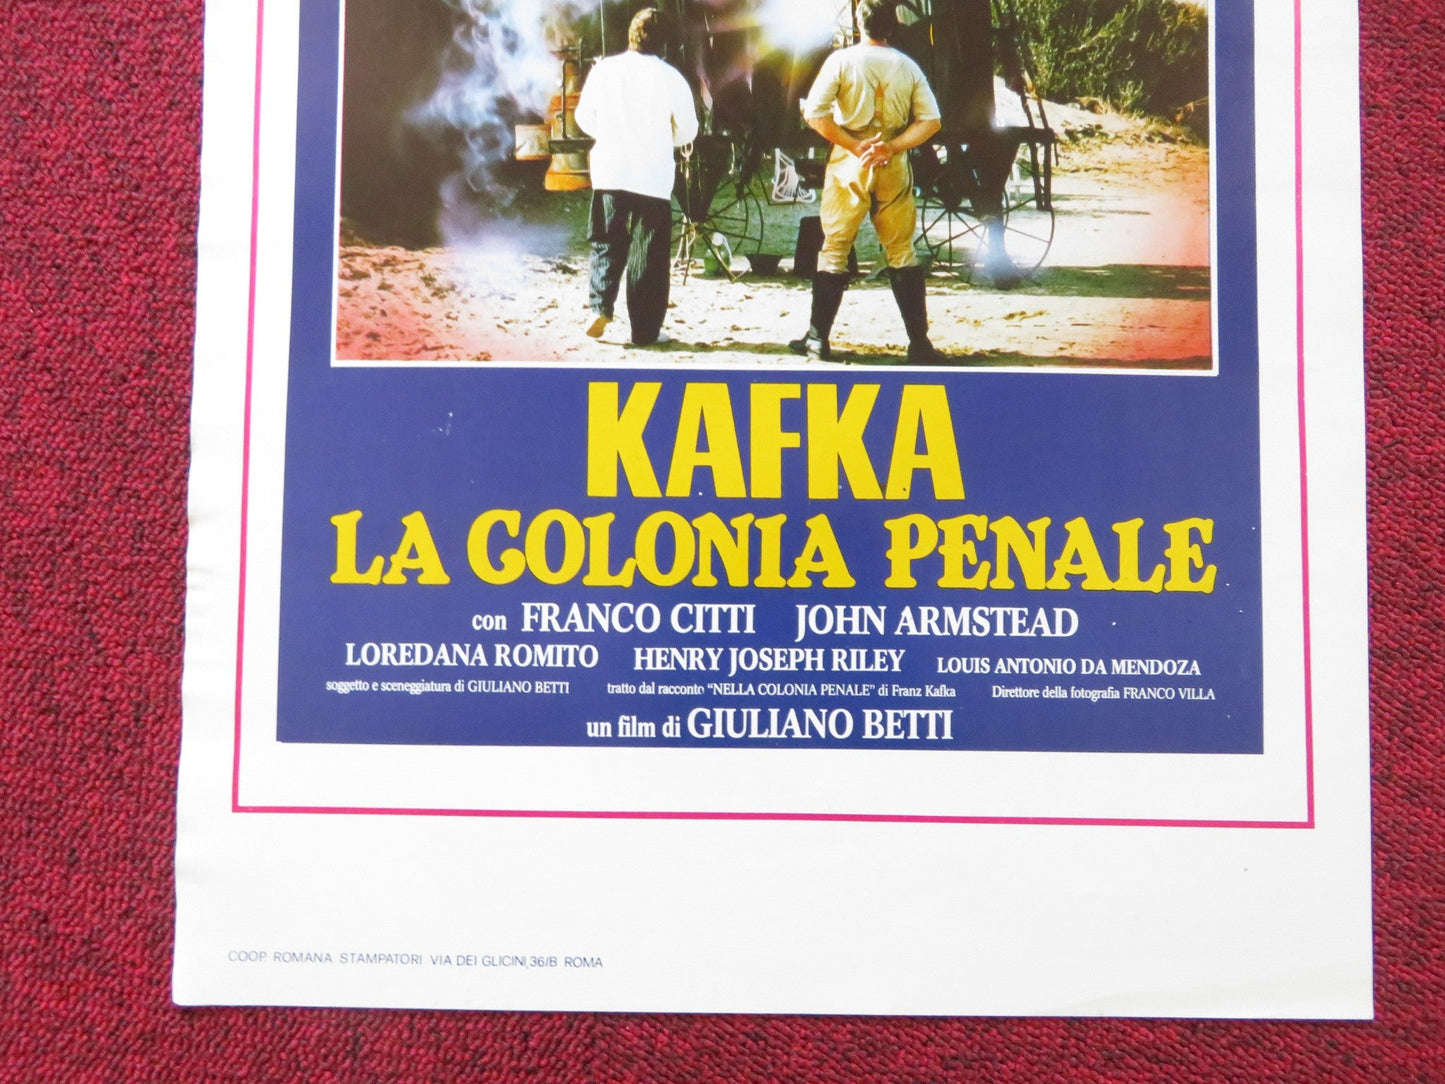 KAFKA
LA COLONIA PENALE
con FRANCO CITTI JOHN ARMSTEAD
LOREDANA ROMITO HENRY JOSEPH RILEY LOUIS ANTONIO DA MENDOZA
soggetto e sceneggiatura di GIULIANO BETTI tratto dal racconto "NELLA COLONIA PENALE" di Franz Kafka Direttore della fotografia FRANCO VILLA
un film di GIULIANO BETTI
COOP. ROMANA STAMPATORI VIA DEI GLICINI, 36/B ROMA